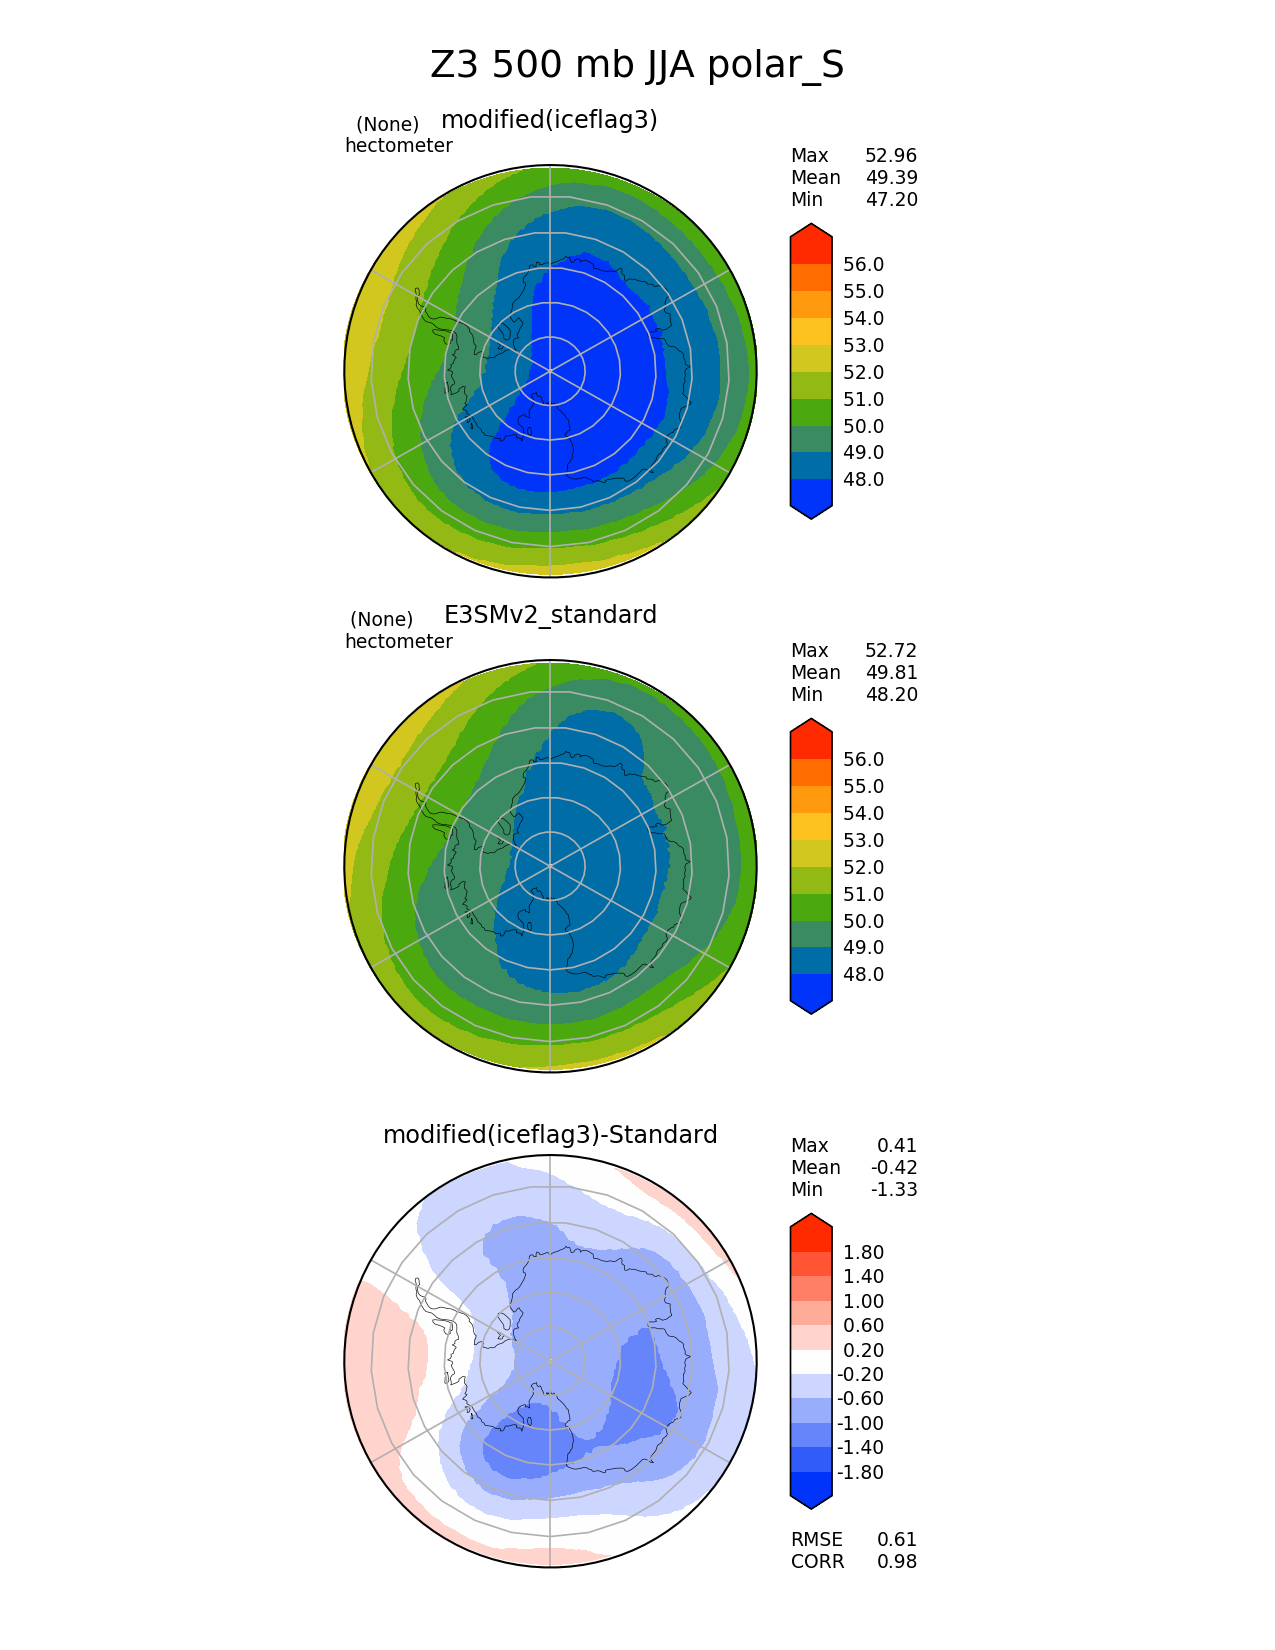 Z3 500 mb JJA polar_S
(None) modified(iceflag3)
hectometer
Max 52.96
Mean 49.39
Min 47.20
56.0
55.0
54.0
53.0
52.0
51.0
50.0
49.0
48.0
(None) E3SMv2_standard
hectometer
Max 52.72
Mean 49.81
Min 48.20
56.0
55.0
54.0
53.0
52.0
51.0
50.0
49.0
48.0
modified(iceflag3)-Standard
Max 0.41
Mean -0.42
Min -1.33
1.80
1.40
1.00
0.60
0.20
-0.20
-0.60
-1.00
-1.40
-1.80
RMSE 0.61
CORR 0.98